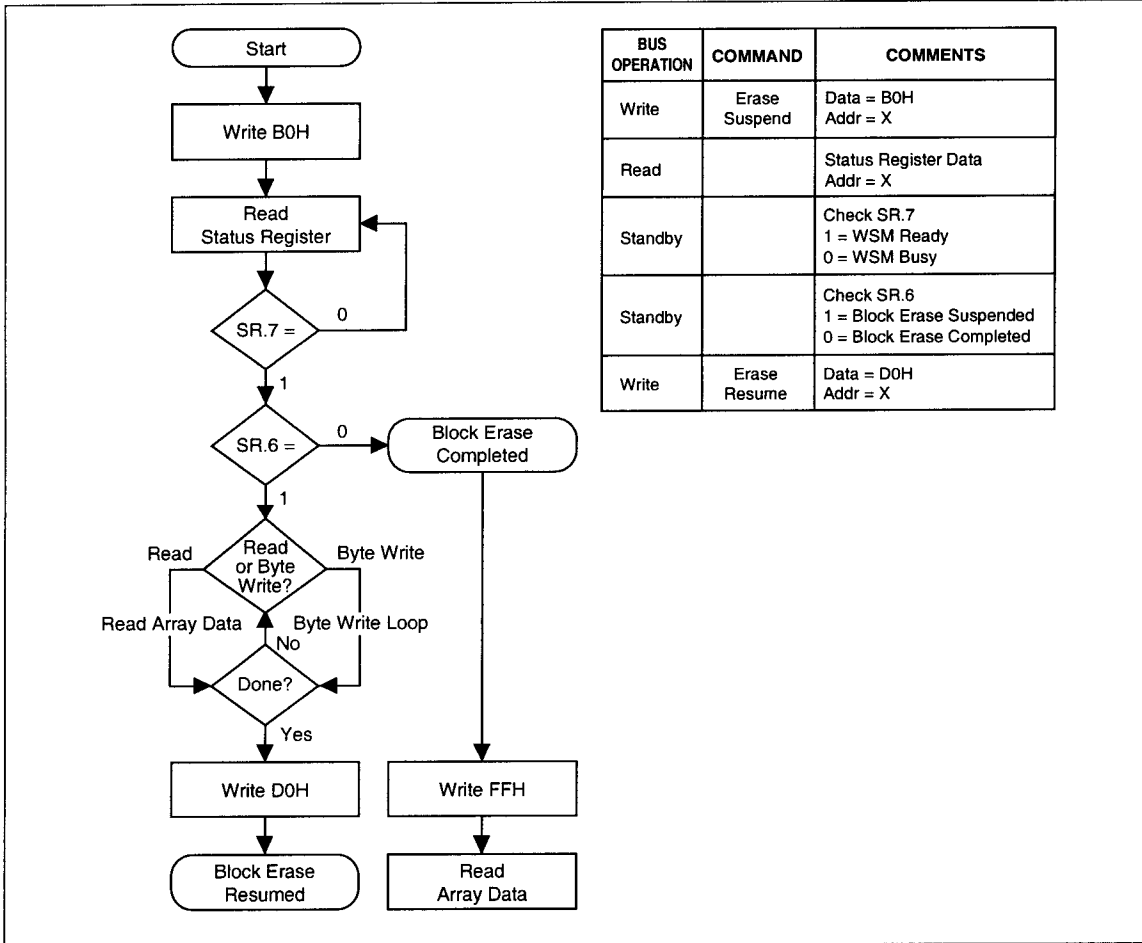 Start
Write B0H
Read
Status Register
SR.7 =
0
1
SR.6 =
0
Block Erase
Completed
1
Read
Read
or Byte
Write?
Byte Write
Read Array Data
Byte Write Loop
No
Done?
Yes
Write D0H
Write FFH
Block Erase
Resumed
Read
Array Data
BUS
OPERATION
COMMAND
COMMENTS
Write
Erase
Suspend
Data = B0H
Addr = X
Read
Status Register Data
Addr = X
Standby
Check SR.7
1 = WSM Ready
0 = WSM Busy
Standby
Check SR.6
1 = Block Erase Suspended
0 = Block Erase Completed
Write
Erase
Resume
Data = D0H
Addr = X